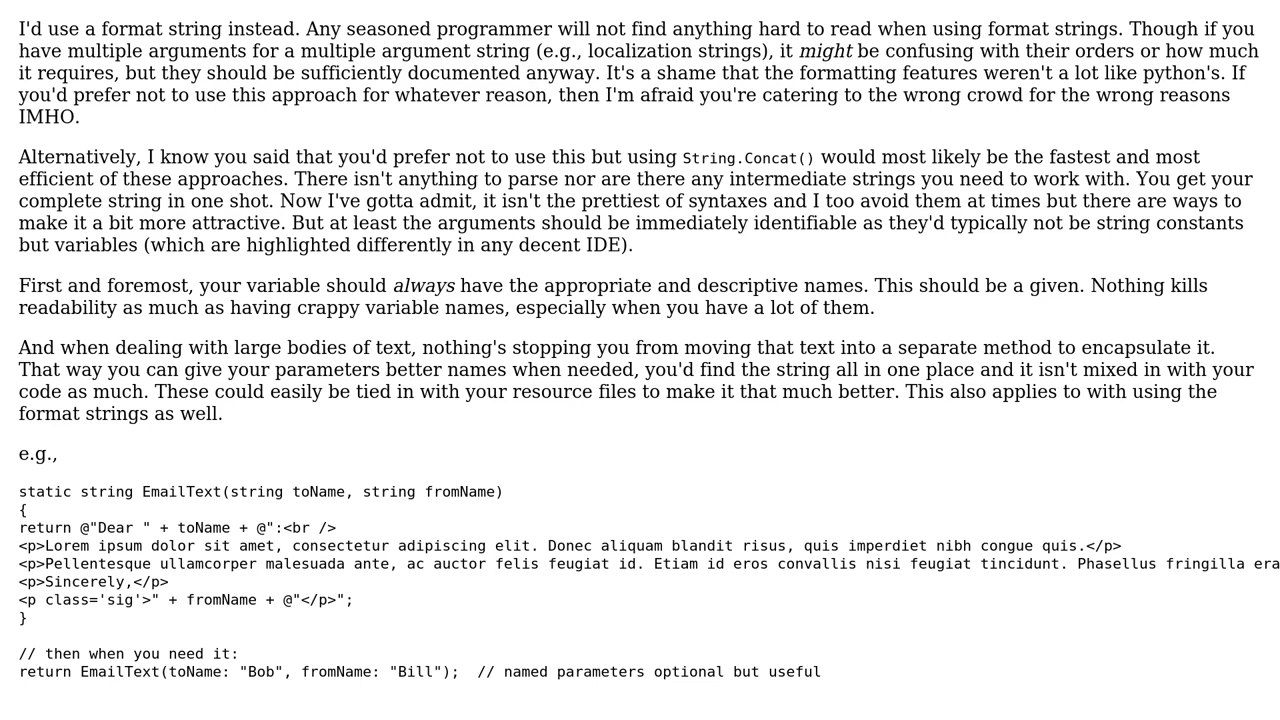 I'd use a format string instead. Any seasoned programmer will not find anything hard to read when using format strings. Though if you
have multiple arguments for a multiple argument string (e.g., localization strings), it might be confusing with their orders or how much
it requires, but they should be sufficiently documented anyway. It's a shame that the formatting features weren't a lot like python's. If
you'd prefer not to use this approach for whatever reason, then I'm afraid you're catering to the wrong crowd for the wrong reasons
IMHO.
Alternatively, I know you said that you'd prefer not to use this but using String.Concat() would most likely be the fastest and most
efficient of these approaches. There isn't anything to parse nor are there any intermediate strings you need to work with. You get your
complete string in one shot. Now I've gotta admit, it isn't the prettiest of syntaxes and I too avoid them at times but there are ways to
make it a bit more attractive. But at least the arguments should be immediately identifiable as they'd typically not be string constants
but variables (which are highlighted differently in any decent IDE).
First and foremost, your variable should always have the appropriate and descriptive names. This should be a given. Nothing kills
readability as much as having crappy variable names, especially when you have a lot of them.
And when dealing with large bodies of text, nothing's stopping you from moving that text into a separate method to encapsulate it.
That way you can give your parameters better names when needed, you'd find the string all in one place and it isn't mixed in with your
code as much. These could easily be tied in with your resource files to make it that much better. This also applies to with using the
format strings as well.
e.g.,
static string EmailText(string toName, string fromName)
{
return @"Dear " + toName + @":<br />
<p>Lorem ipsum dolor sit amet, consectetur adipiscing elit. Donec aliquam blandit risus, quis imperdiet nibh congue quis.</p>
<p>Pellentesque ullamcorper malesuada ante, ac auctor felis feugiat id. Etiam id eros convallis nisi feugiat tincidunt. Phasellus fringilla era
<p>Sincerely,</p>
<p class='sig'>" + fromName + @"</p>";
}
// then when you need it:
return EmailText(toName: "Bob", fromName: "Bill");  // named parameters optional but useful